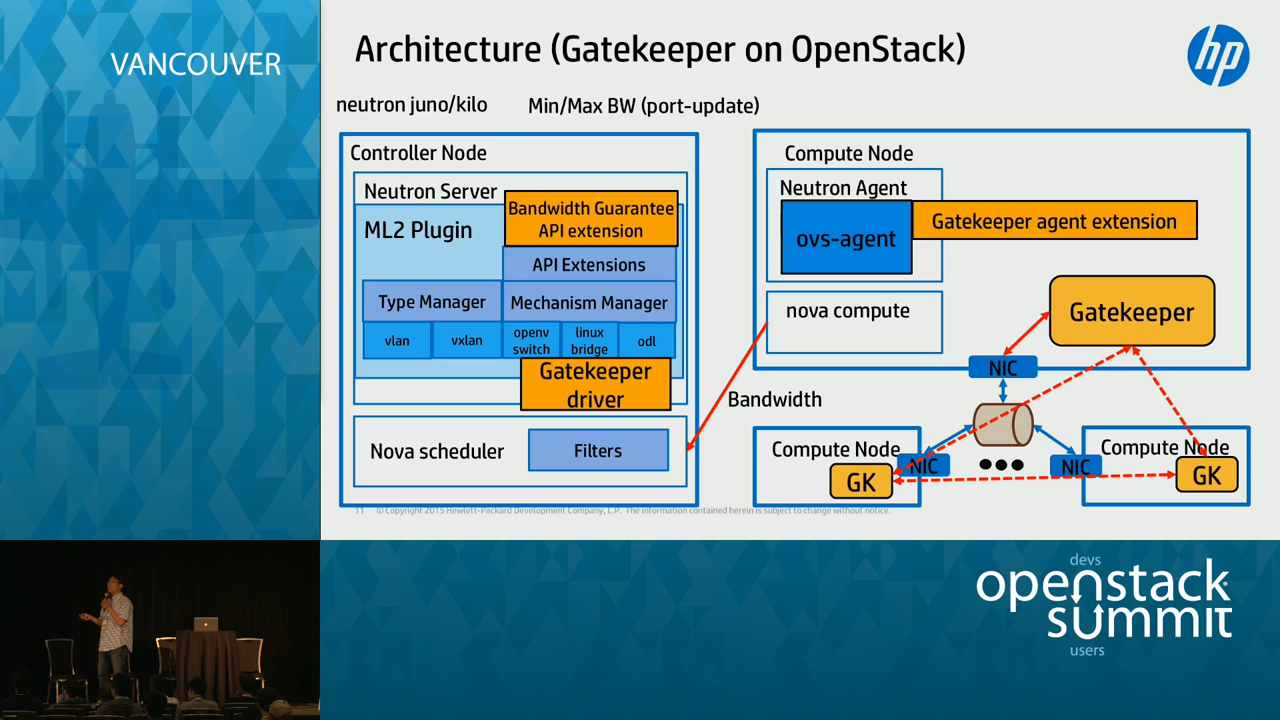 VANCOUVER
Architecture (Gatekeeper on OpenStack)
hp
neutron juno/kilo
Min/Max BW (port-update)
Controller Node
Neutron Server
ML2 Plugin
Bandwidth Guarantee
API extension
API Extensions
Type Manager
Mechanism Manager
vlan
vxlan
openv
switch
linux
bridge
odl
Gatekeeper
driver
Nova scheduler
Filters
Compute Node
Neutron Agent
ovs-agent
Gatekeeper agent extension
nova compute
Gatekeeper
NIC
Bandwidth
Compute Node
NIC
GK
NIC
Compute Node
GK
11 © Copyright 2015 Hewlett-Packard Development Company, L.P. The information contained herein is subject to change without notice.
devs
openstack
summit
users